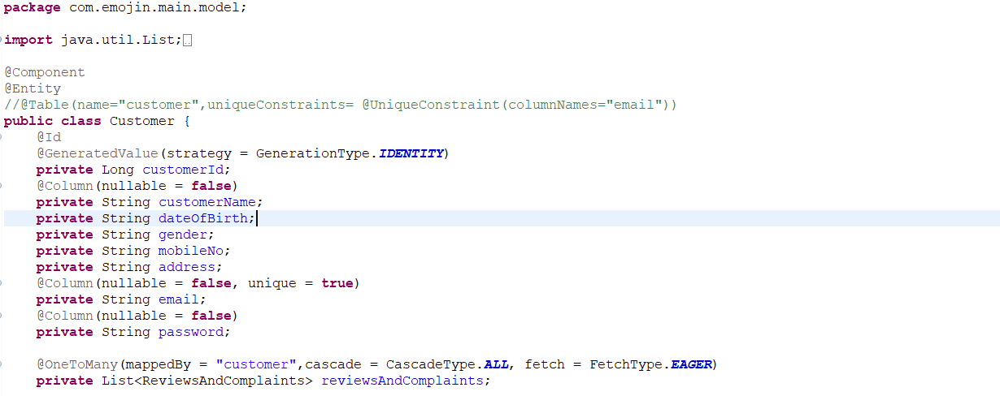 package com.emojin.main.model;
import java.util.List;
@Component
@Entity
//@Table(name="customer",uniqueConstraints= @UniqueConstraint(columnNames="email"))
public class Customer {
@Id
@GeneratedValue(strategy = GenerationType.IDENTITY)
private Long customerId;
@Column(nullable = false)
private String customerName;
private String dateOfBirth;
private String gender;
private String mobileNo;
private String address;
@Column(nullable = false, unique = true)
private String email;
@Column(nullable = false)
private String password;
@OneToMany(mappedBy = "customer",cascade = CascadeType.ALL, fetch = FetchType.EAGER)
private List<ReviewsAndComplaints> reviewsAndComplaints;